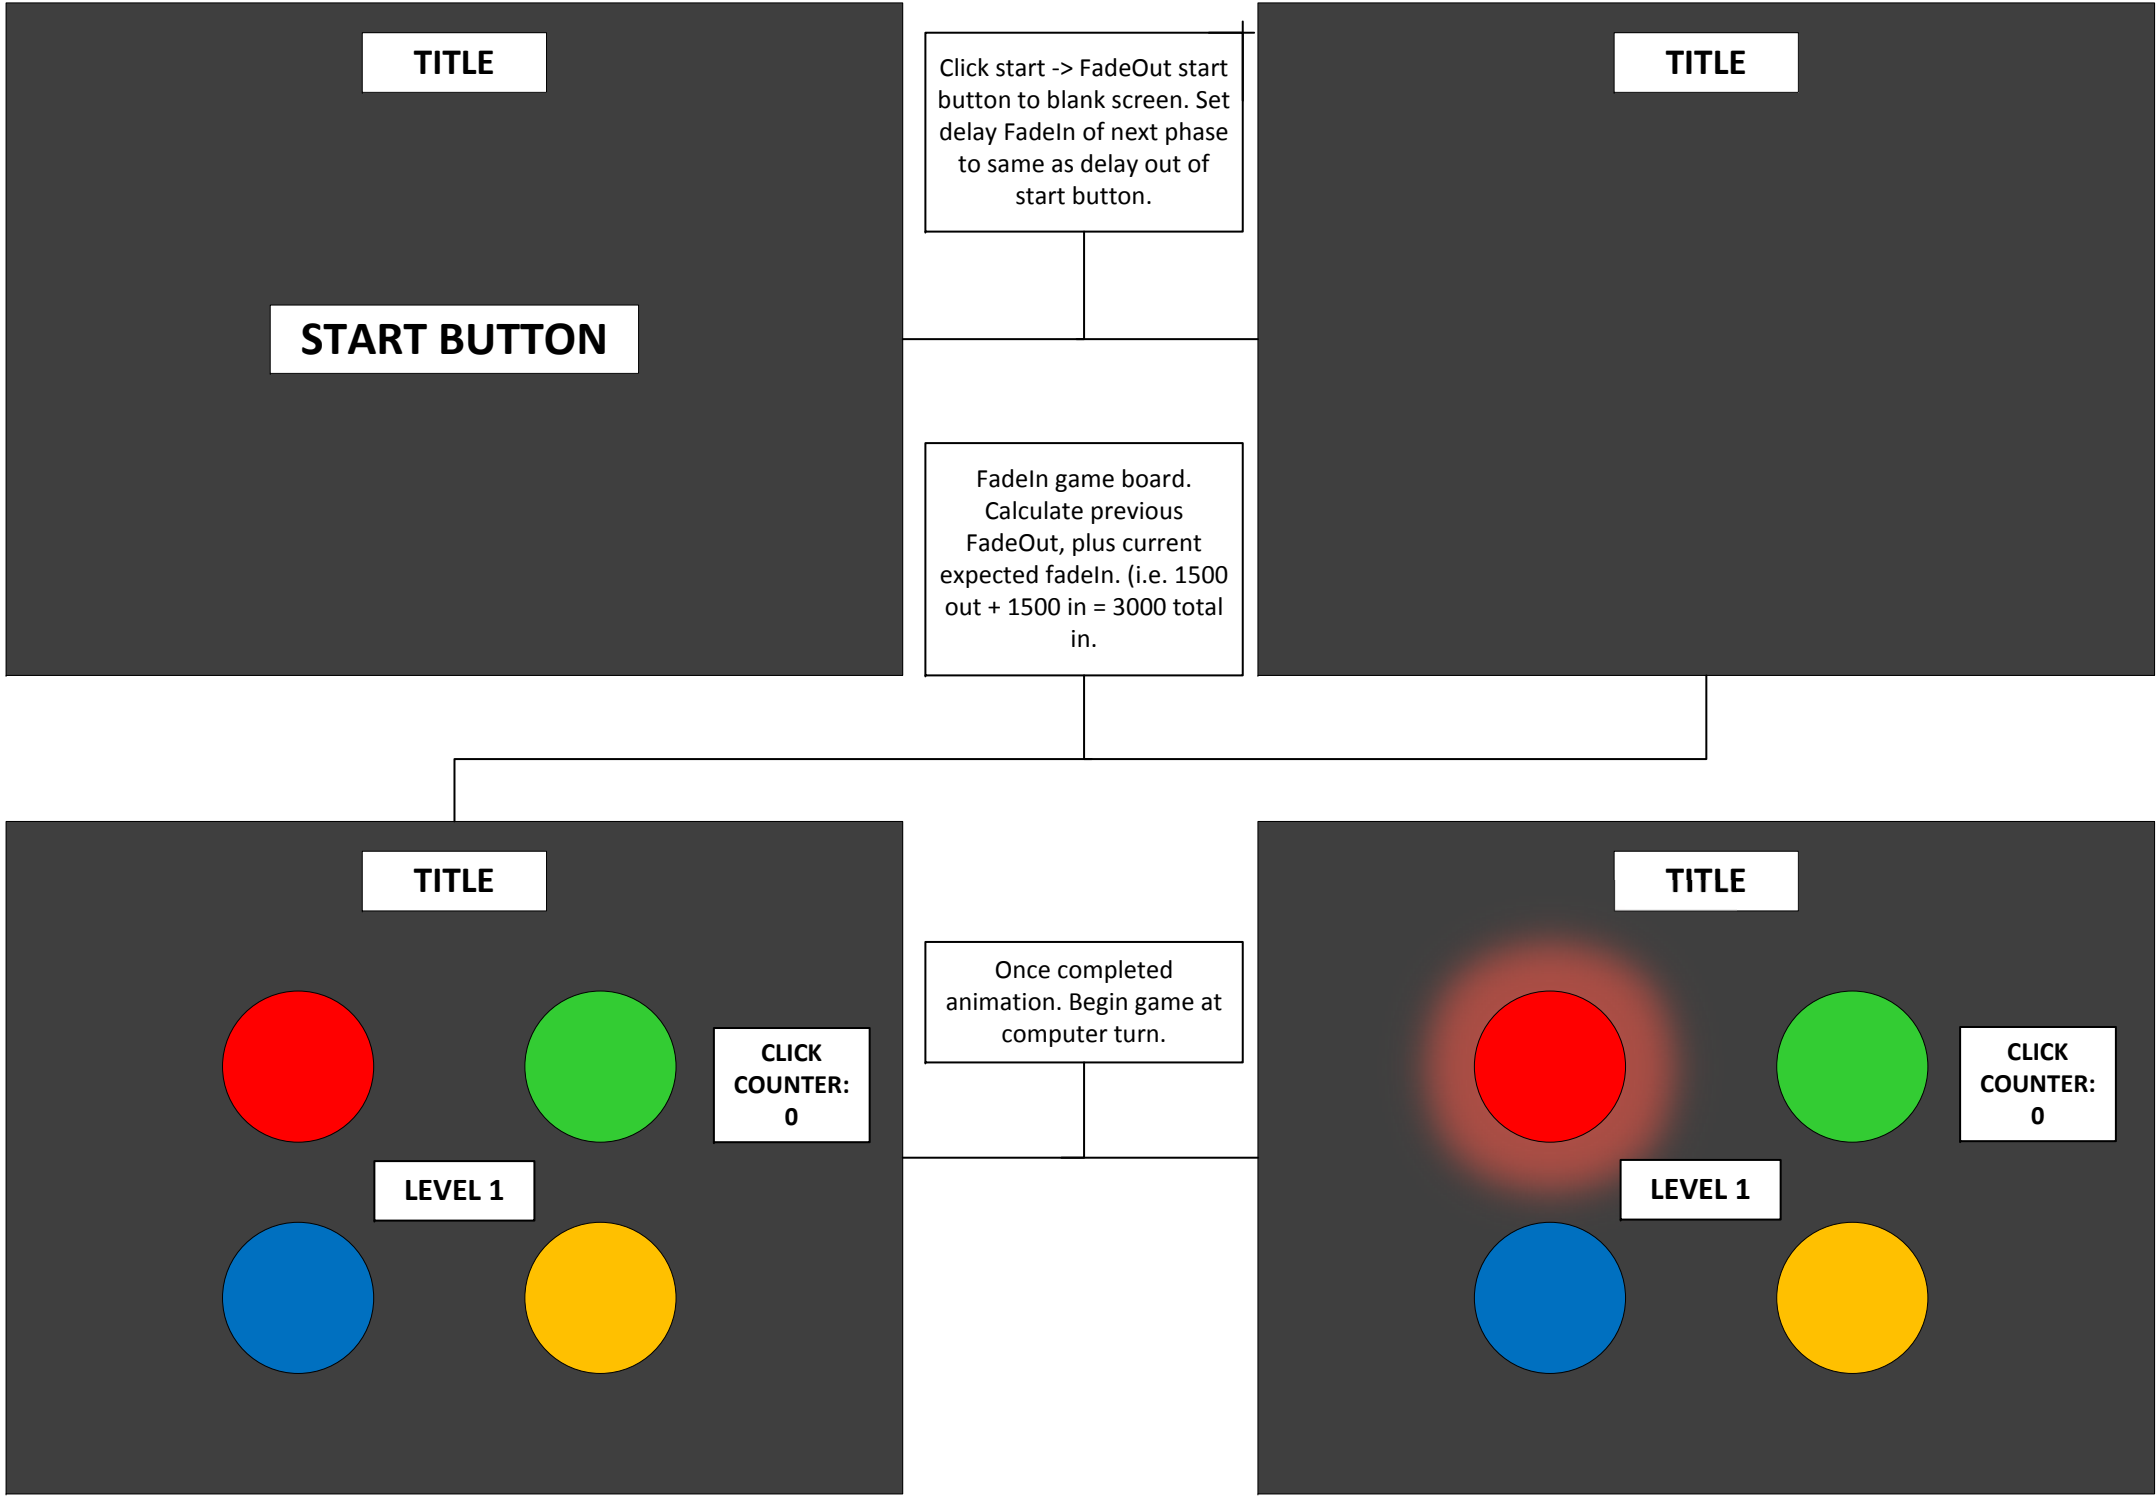 TITLE
START BUTTON
Click start -> FadeOut start
button to blank screen. Set
delay FadeIn of next phase
to same as delay out of
start button.
TITLE
FadeIn game board.
Calculate previous
FadeOut, plus current
expected fadeIn. (i.e. 1500
out + 1500 in = 3000 total
in.
TITLE
CLICK
COUNTER:
0
LEVEL 1
Once completed
animation. Begin game at
computer turn.
TITLE
CLICK
COUNTER:
0
LEVEL 1